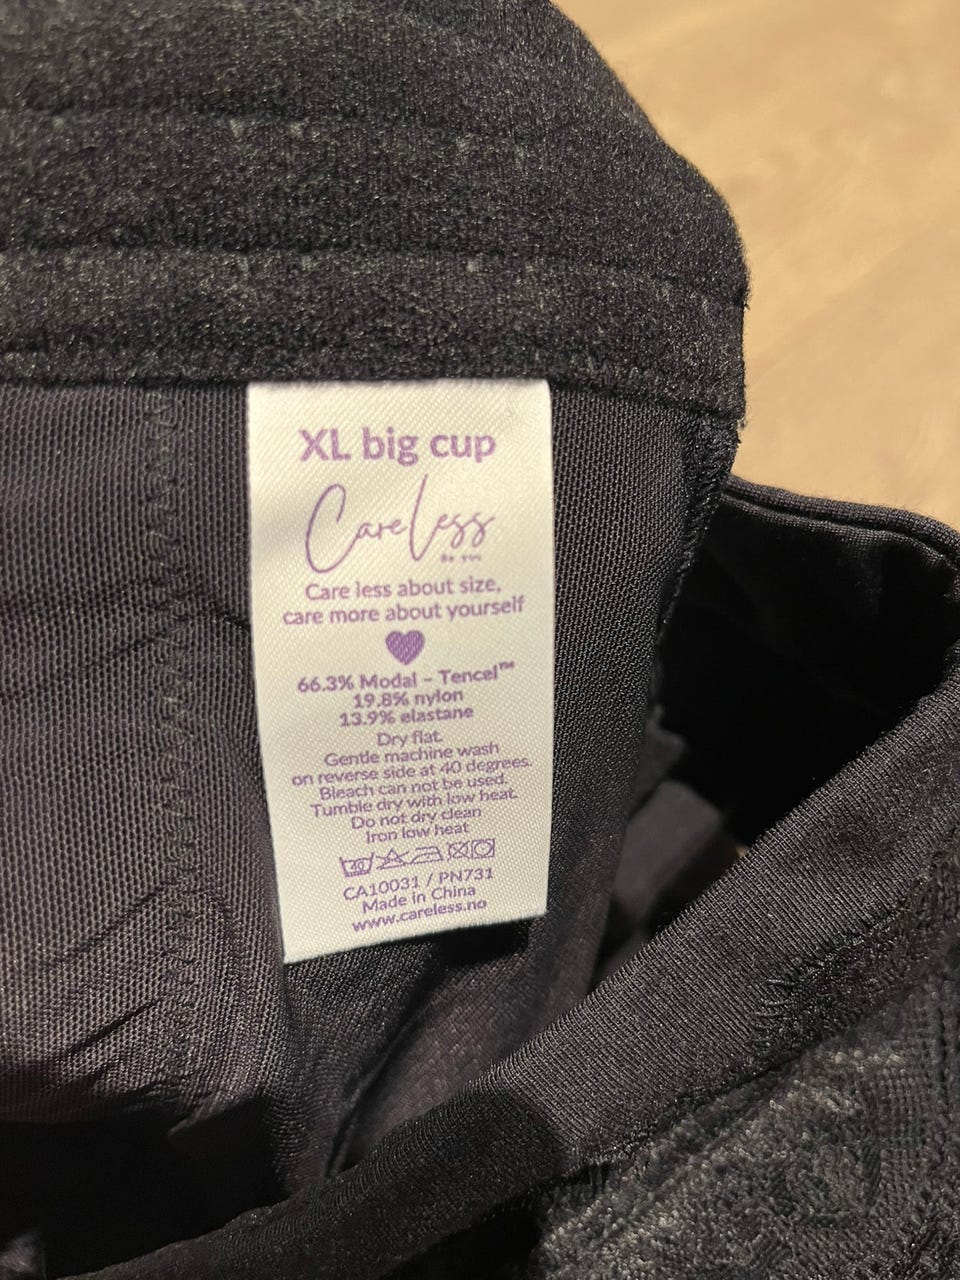 XL big cup
Careless
BE YOU
Care less about size,
care more about yourself
66.3% Modal – Tencel™
19.8% nylon
13.9% elastane
Dry flat.
Gentle machine wash
on reverse side at 40 degrees.
Bleach can not be used.
Tumble dry with low heat.
Do not dry clean
Iron low heat
40
CA10031 / PN731
Made in China
www.careless.no